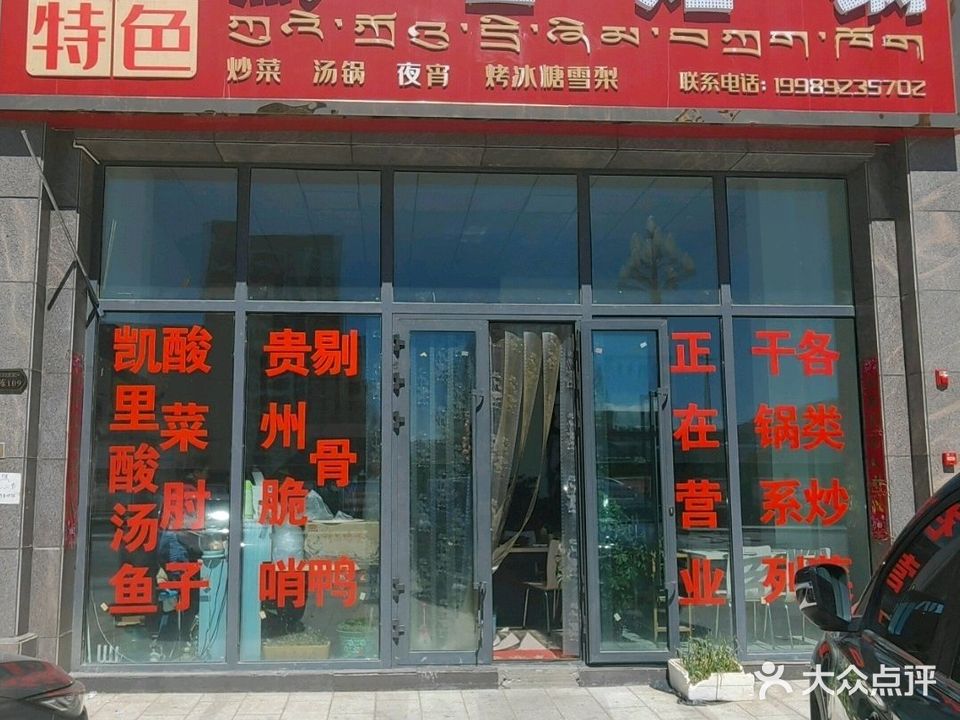 特色
炒菜 汤锅 夜宵 烤冰糖雪梨
联系电话: 19989235702
凯里酸汤鱼
酸菜肘子
贵州脆哨
剔骨鸭
正在营业
干锅系列
各类炒菜
109
大众点评